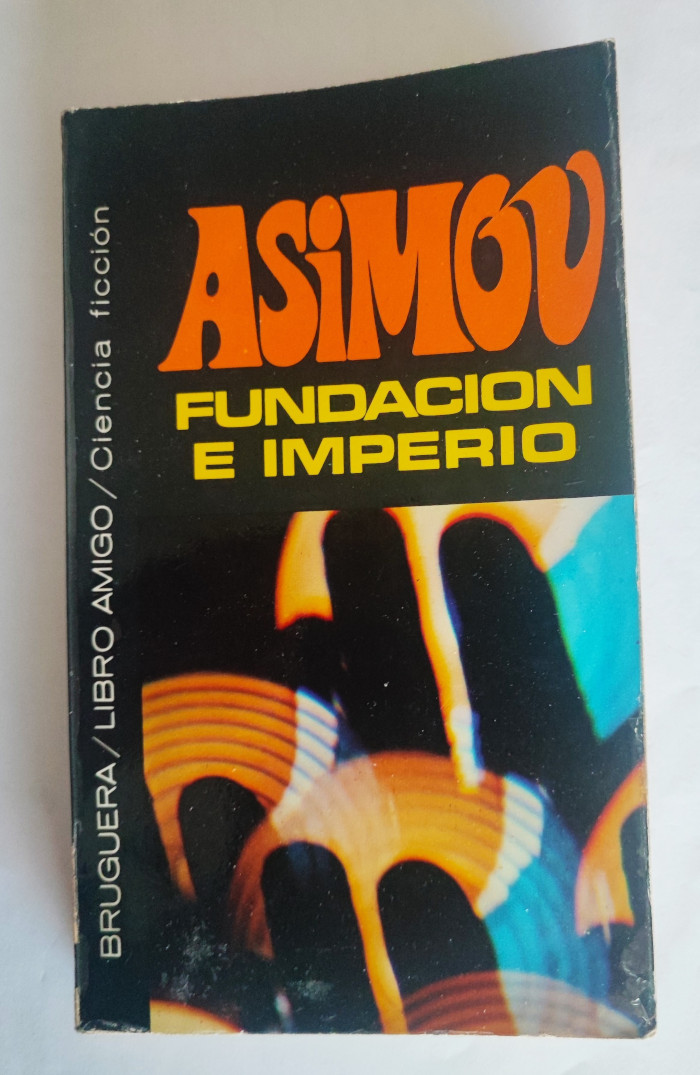 ASiMOV
FUNDACION
E IMPERIO
BRUGUERA/LIBRO AMIGO/Ciencia ficción